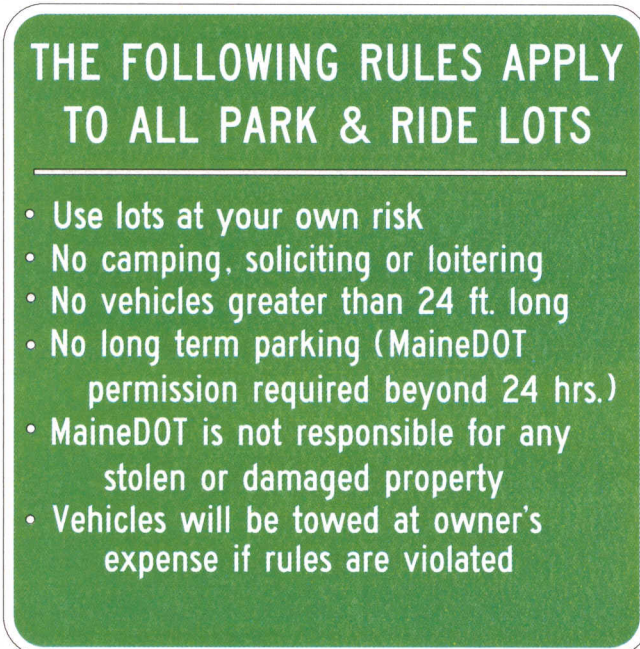 THE FOLLOWING RULES APPLY
TO ALL PARK & RIDE LOTS
• Use lots at your own risk
• No camping, soliciting or loitering
• No vehicles greater than 24 ft. long
• No long term parking (MaineDOT
permission required beyond 24 hrs.)
• MaineDOT is not responsible for any
stolen or damaged property
• Vehicles will be towed at owner's
expense if rules are violated